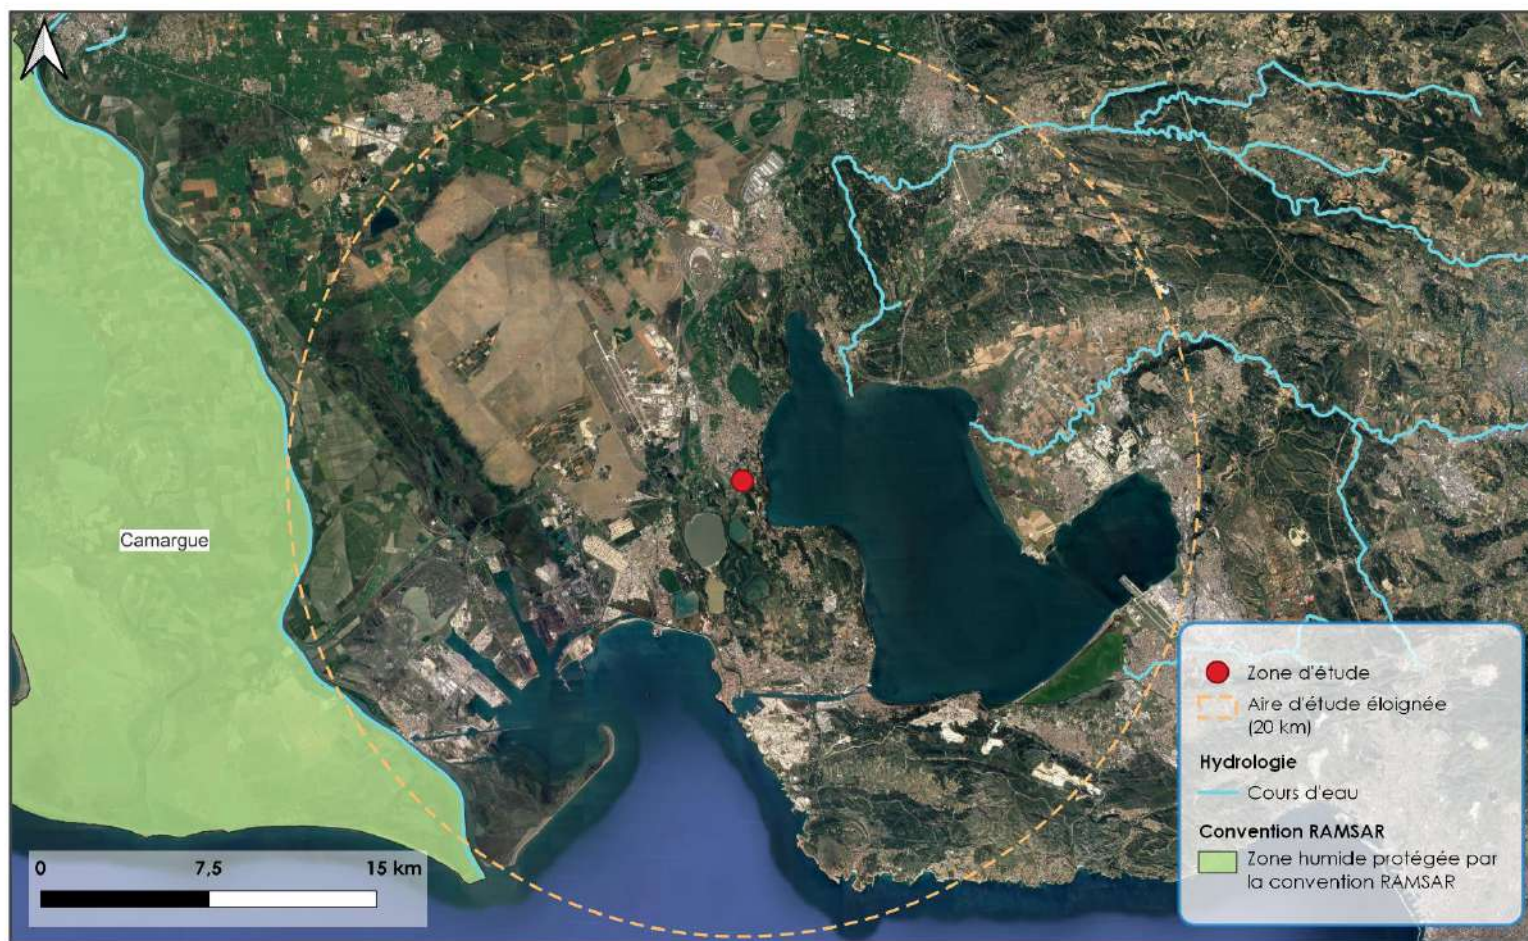 Camargue
Zone d'étude
Aire d'étude éloignée
(20 km)
Hydrologie
Cours d'eau
Convention RAMSAR
Zone humide protégée par
la convention RAMSAR
0 7,5 15 km